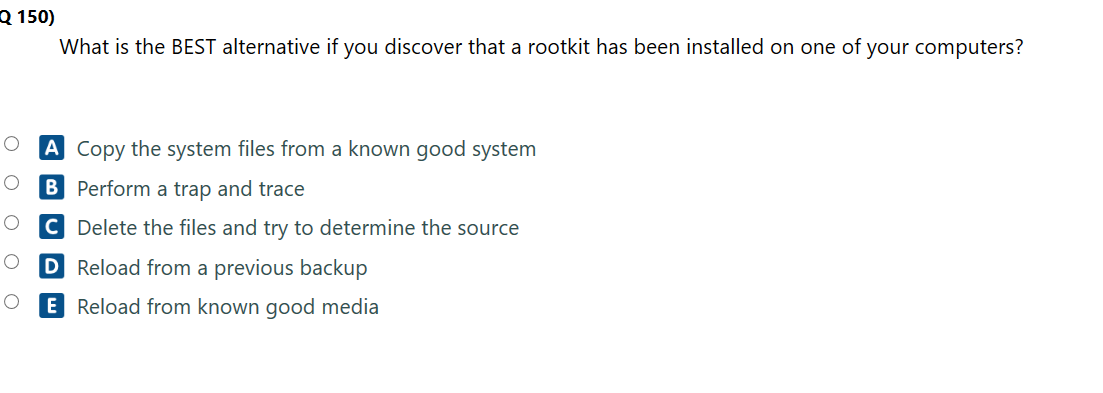 Q 150)
What is the BEST alternative if you discover that a rootkit has been installed on one of your computers?
A Copy the system files from a known good system
B Perform a trap and trace
C Delete the files and try to determine the source
D Reload from a previous backup
E Reload from known good media